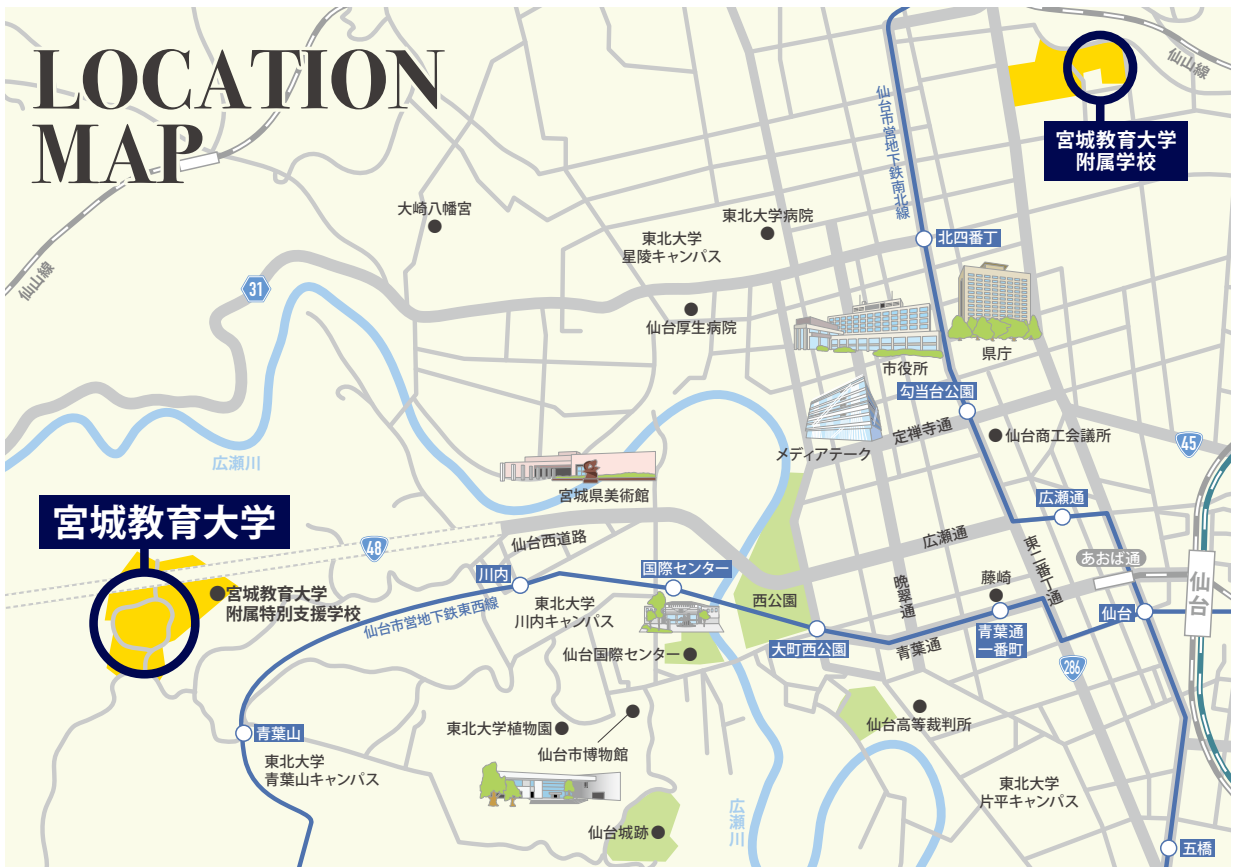 LOCATION
MAP
仙山線
宮城教育大学
附属学校
仙台市営地下鉄南北線
大崎八幡宮
東北大学病院
東北大学
星陵キャンパス
北四番丁
仙山線
31
仙台厚生病院
県庁
市役所
勾当台公園
定禅寺通
仙台商工会議所
45
メディアテーク
広瀬川
宮城県美術館
宮城教育大学
広瀬通
48
仙台西道路
広瀬通
東二番丁通
あおば通
仙台
川内
国際センター
宮城教育大学
附属特別支援学校
仙台市営地下鉄東西線
東北大学
川内キャンパス
西公園
晩翠通
藤崎
仙台
大町西公園
青葉通
青葉通
一番町
仙台国際センター
286
青葉山
東北大学
青葉山キャンパス
東北大学植物園
仙台市博物館
仙台高等裁判所
東北大学
片平キャンパス
広瀬川
仙台城跡
五橋